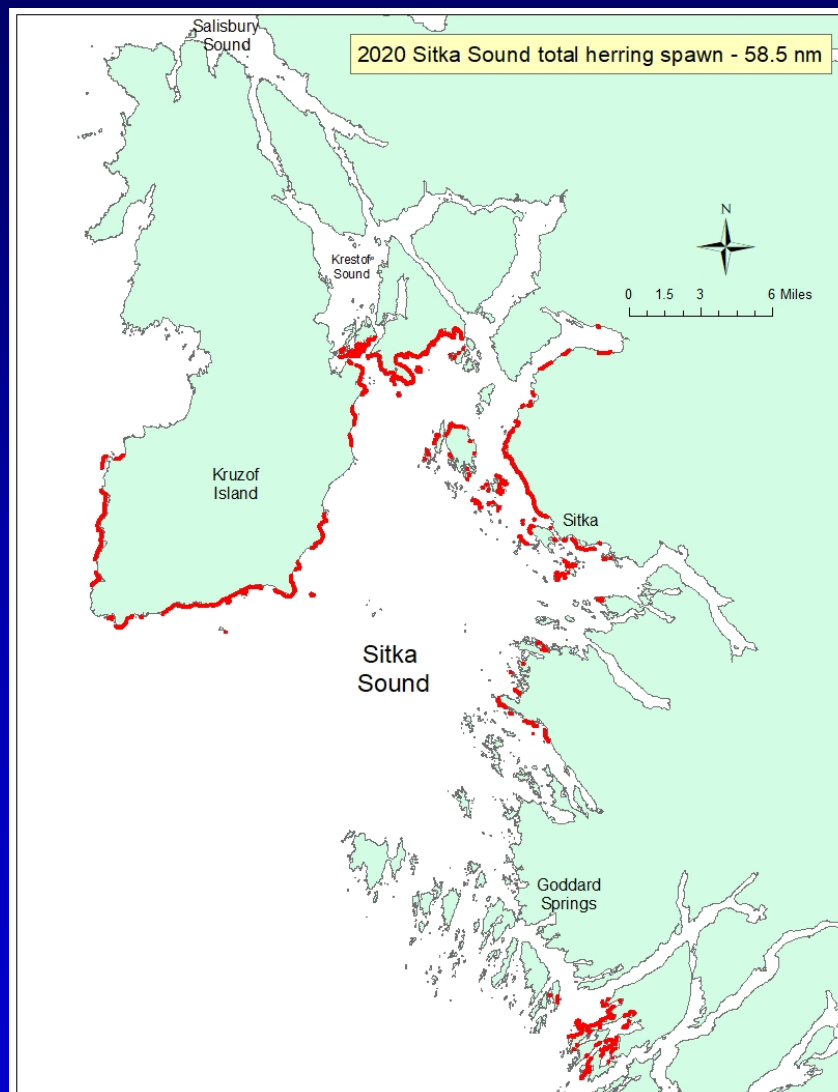 Salisbury
Sound
2020 Sitka Sound total herring spawn - 58.5 nm
N
Krestof
Sound
0 1.5 3 6 Miles
Kruzof
Island
Sitka
Sitka
Sound
Goddard
Springs